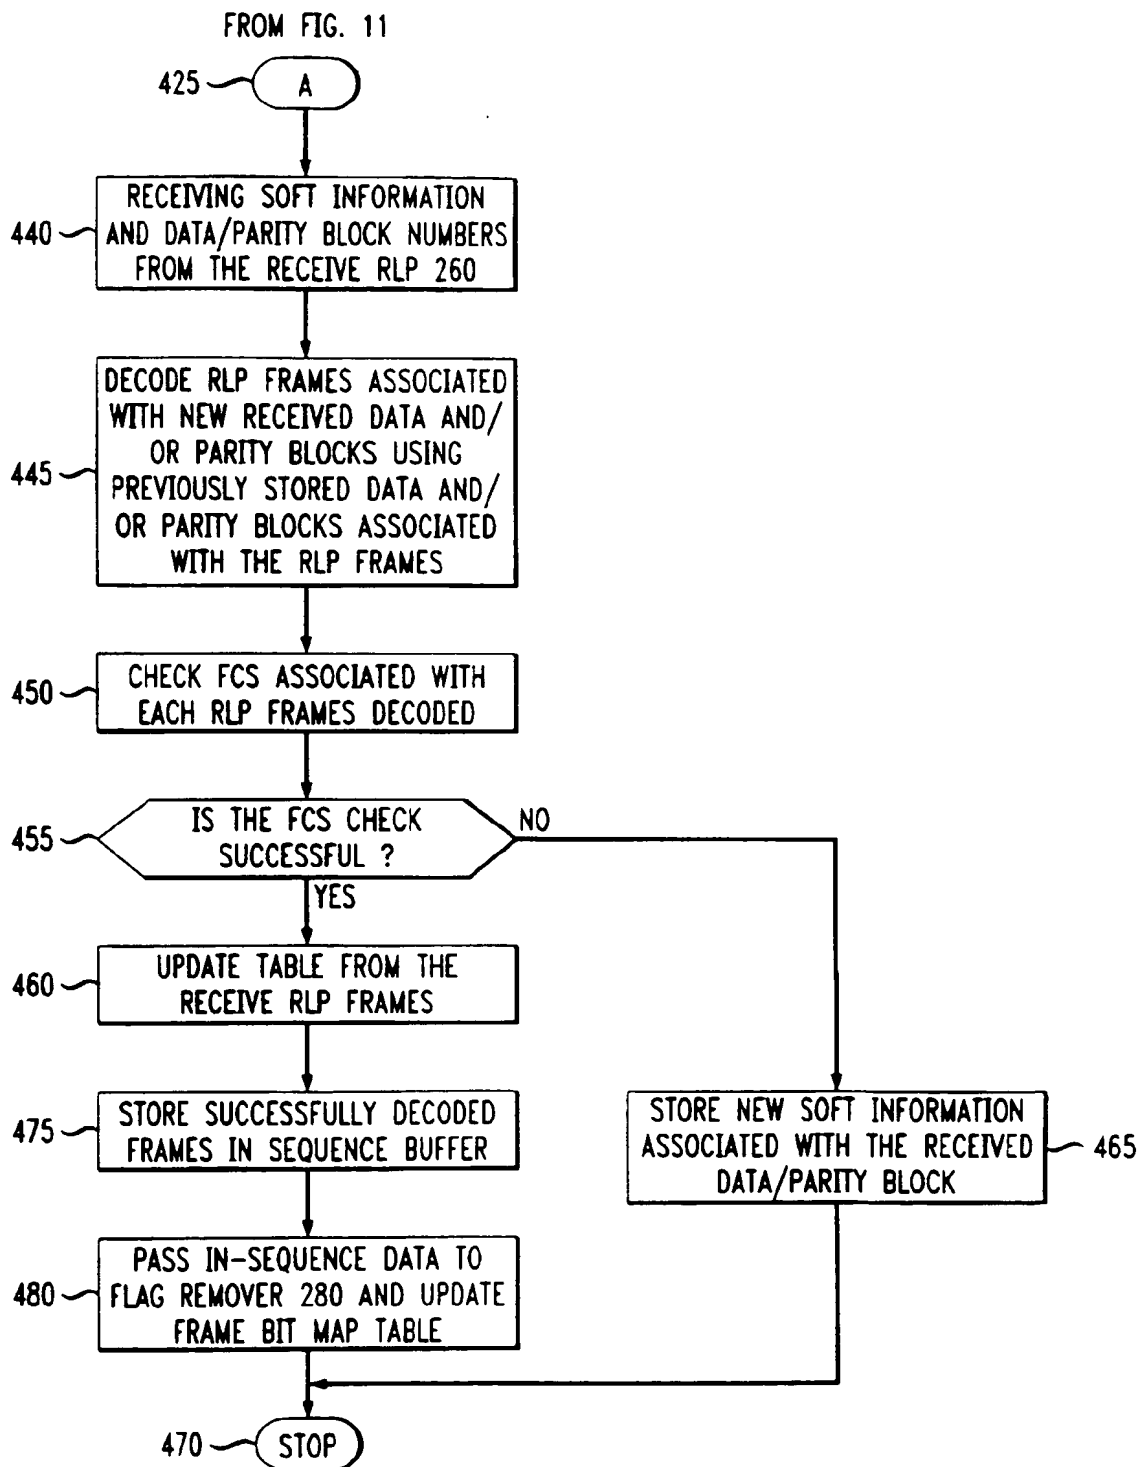 FROM FIG. 11
425
A
440
RECEIVING SOFT INFORMATION
AND DATA/PARITY BLOCK NUMBERS
FROM THE RECEIVE RLP 260
445
DECODE RLP FRAMES ASSOCIATED
WITH NEW RECEIVED DATA AND/
OR PARITY BLOCKS USING
PREVIOUSLY STORED DATA AND/
OR PARITY BLOCKS ASSOCIATED
WITH THE RLP FRAMES
450
CHECK FCS ASSOCIATED WITH
EACH RLP FRAMES DECODED
455
IS THE FCS CHECK
SUCCESSFUL ?
NO
YES
460
UPDATE TABLE FROM THE
RECEIVE RLP FRAMES
475
STORE SUCCESSFULLY DECODED
FRAMES IN SEQUENCE BUFFER
STORE NEW SOFT INFORMATION
ASSOCIATED WITH THE RECEIVED
DATA/PARITY BLOCK
465
480
PASS IN-SEQUENCE DATA TO
FLAG REMOVER 280 AND UPDATE
FRAME BIT MAP TABLE
470
STOP